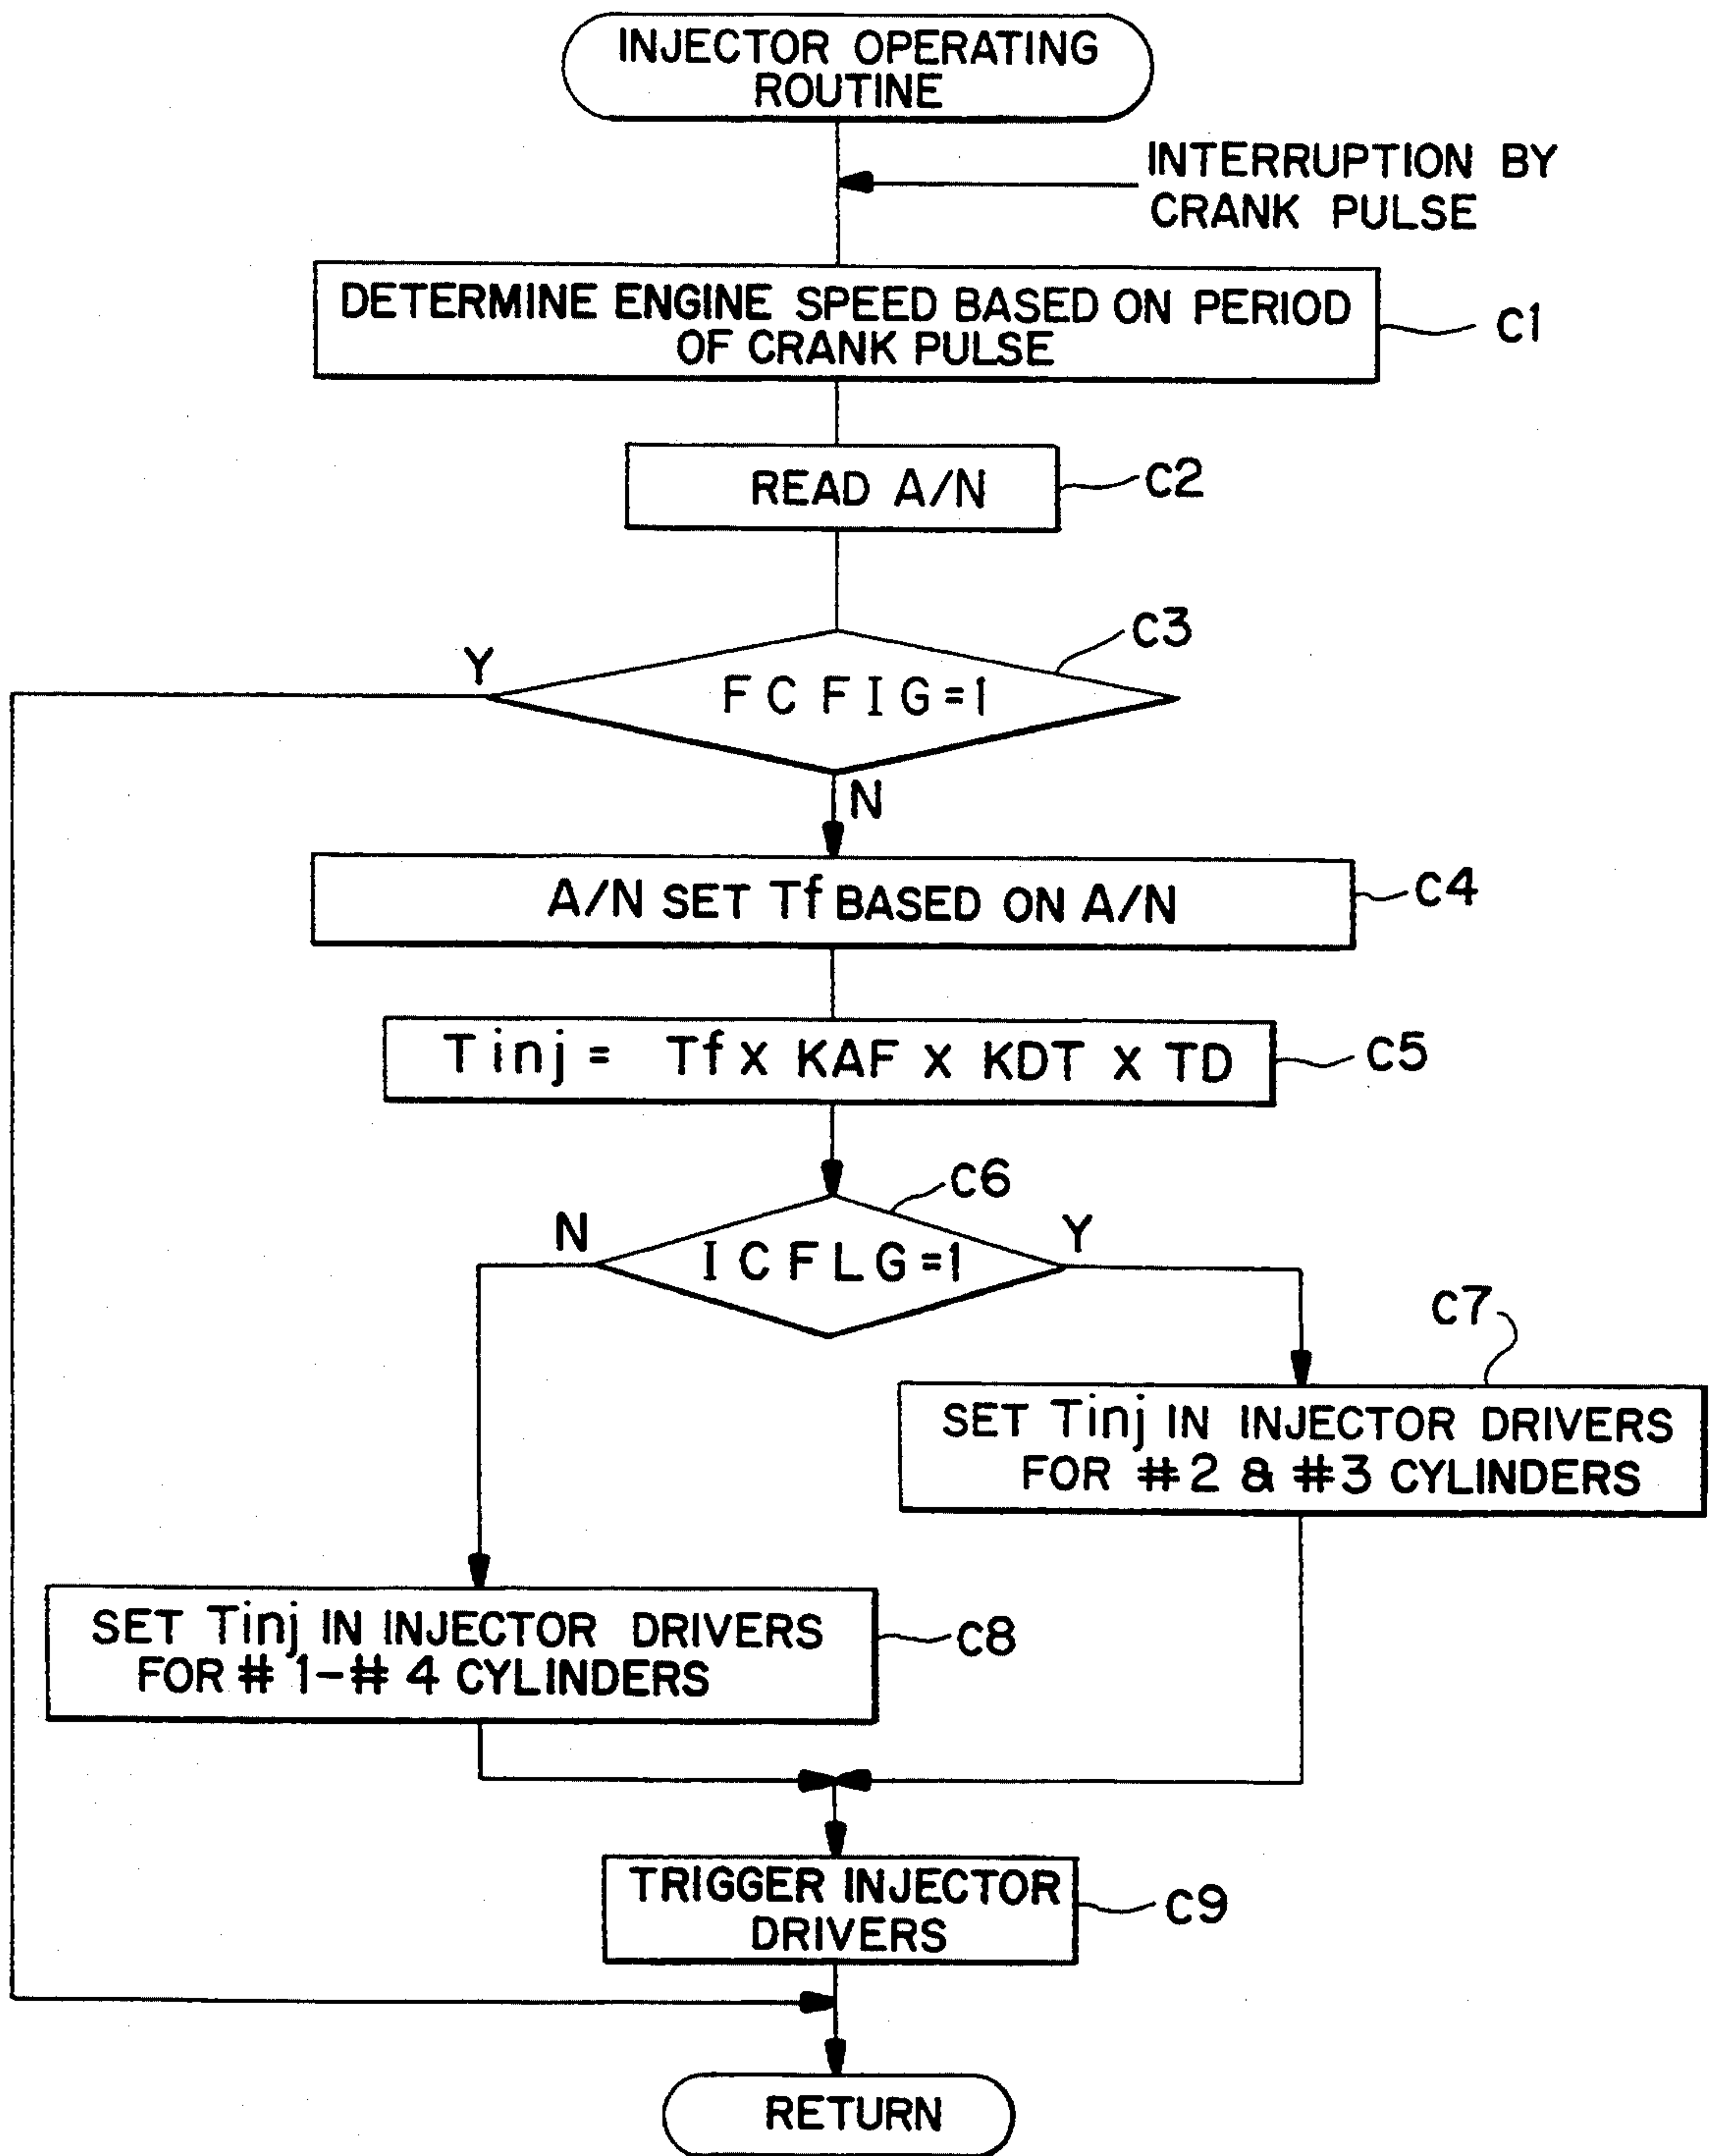 INJECTOR OPERATING
ROUTINE
INTERRUPTION BY
CRANK PULSE
DETERMINE ENGINE SPEED BASED ON PERIOD
OF CRANK PULSE
c1
READ A/N
c2
c3
Y
F C F I G = 1
N
A/N SET Tf BASED ON A/N
c4
Tinj = Tf x KAF x KDT x TD
c5
c6
N
Y
I C F L G = 1
c7
SET Tinj IN INJECTOR DRIVERS
FOR #2 & #3 CYLINDERS
SET Tinj IN INJECTOR DRIVERS
FOR # 1-# 4 CYLINDERS
c8
TRIGGER INJECTOR
DRIVERS
c9
RETURN